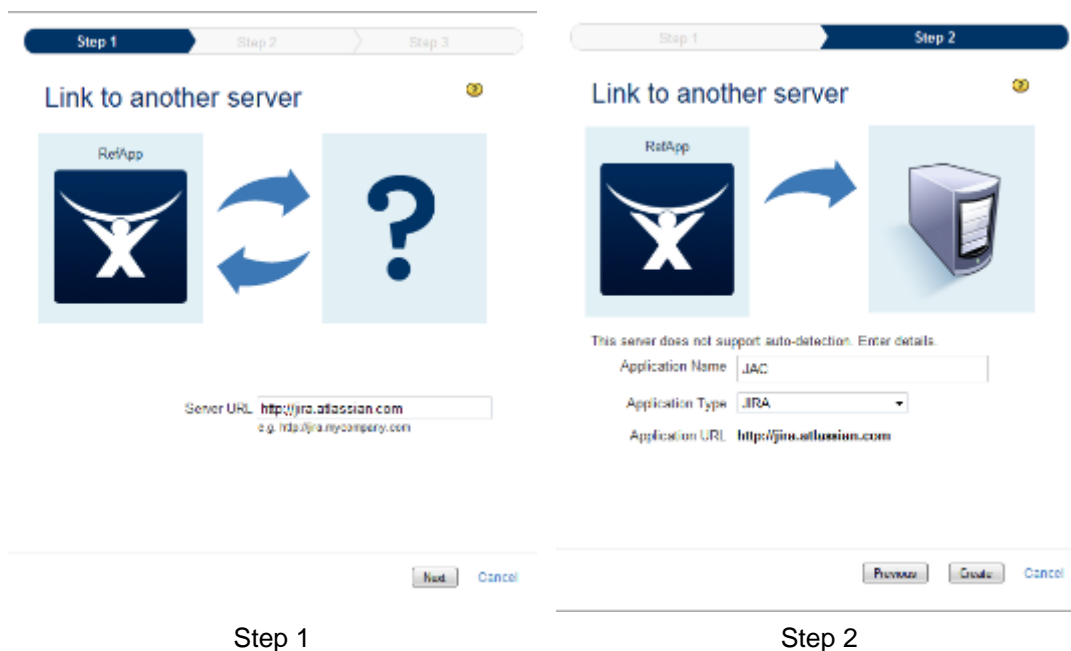 Step 1
Step 2
Step 3
Link to another server
?
RefApp
?
Server URL http://jira.atlassian.com
e.g. http://jira.mycompany.com
Next
Cancel
Step 1
Step 1
Step 2
Link to another server
?
RefApp
This server does not support auto-detection. Enter details.
Application Name JAC
Application Type JIRA
Application URL http://jira.atlassian.com
Previous
Create
Cancel
Step 2